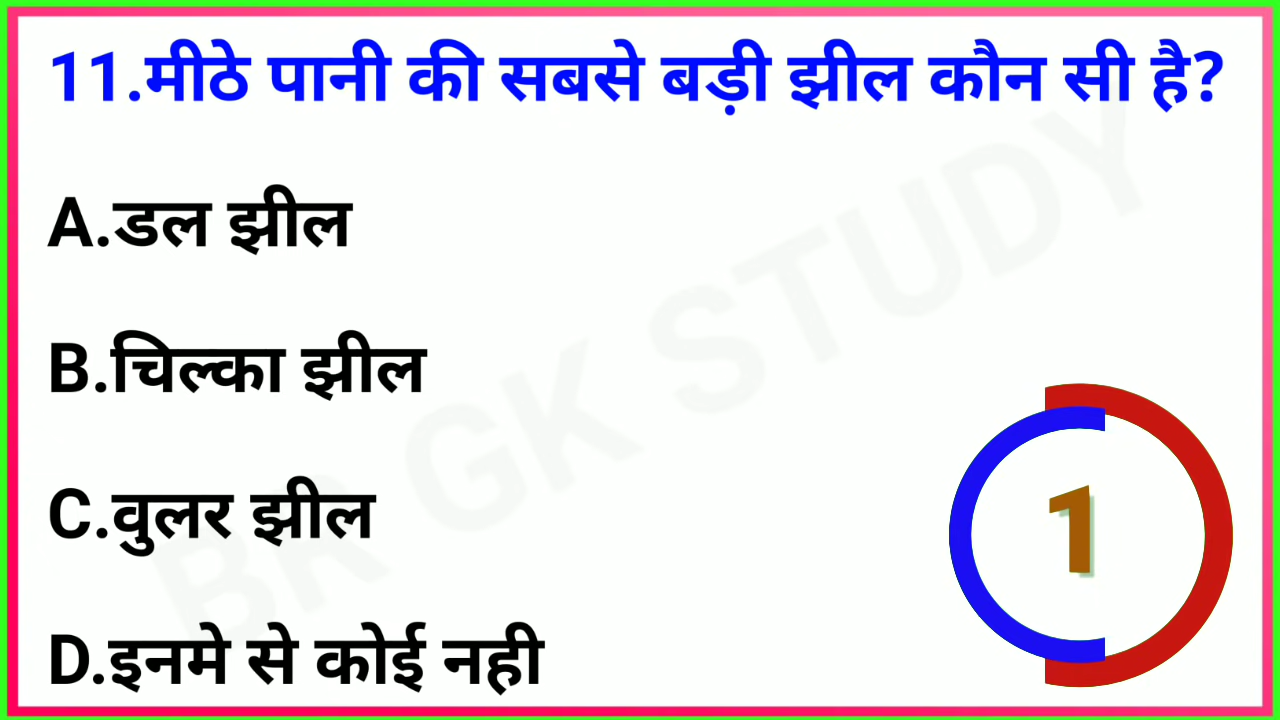 11.मीठे पानी की सबसे बड़ी झील कौन सी है?
A.डल झील
B.चिल्का झील
C.वुलर झील
D.इनमे से कोई नही
1
BR GK STUDY